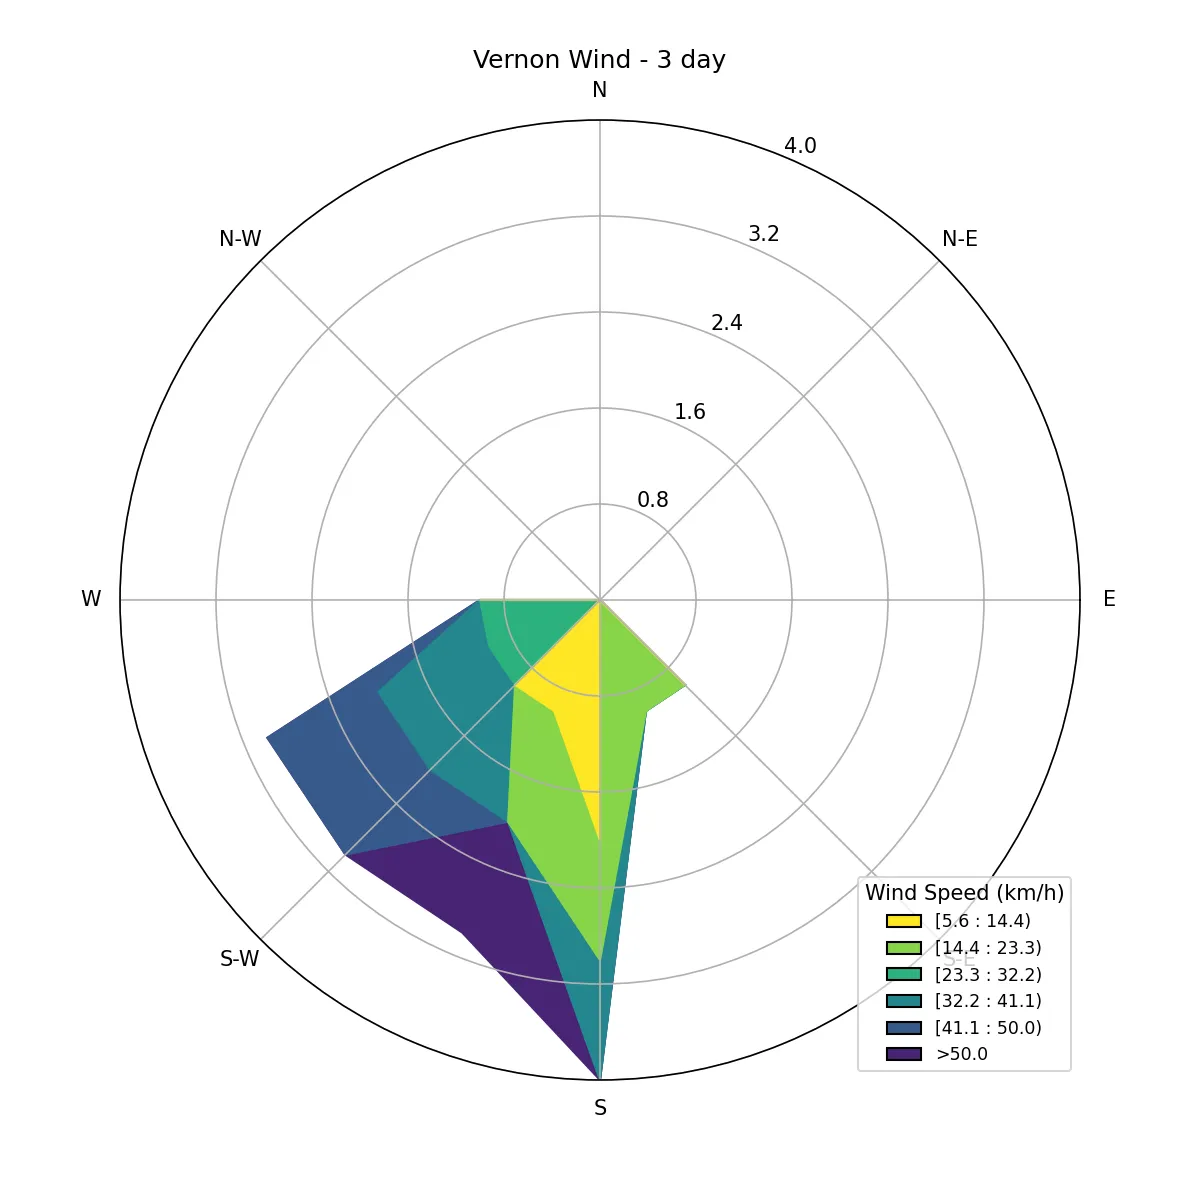 Vernon Wind - 3 day
N
4.0
N-W
3.2
N-E
2.4
1.6
0.8
W
E
S-W
S-E
S
Wind Speed (km/h)
[5.6 : 14.4)
[14.4 : 23.3)
[23.3 : 32.2)
[32.2 : 41.1)
[41.1 : 50.0)
>50.0